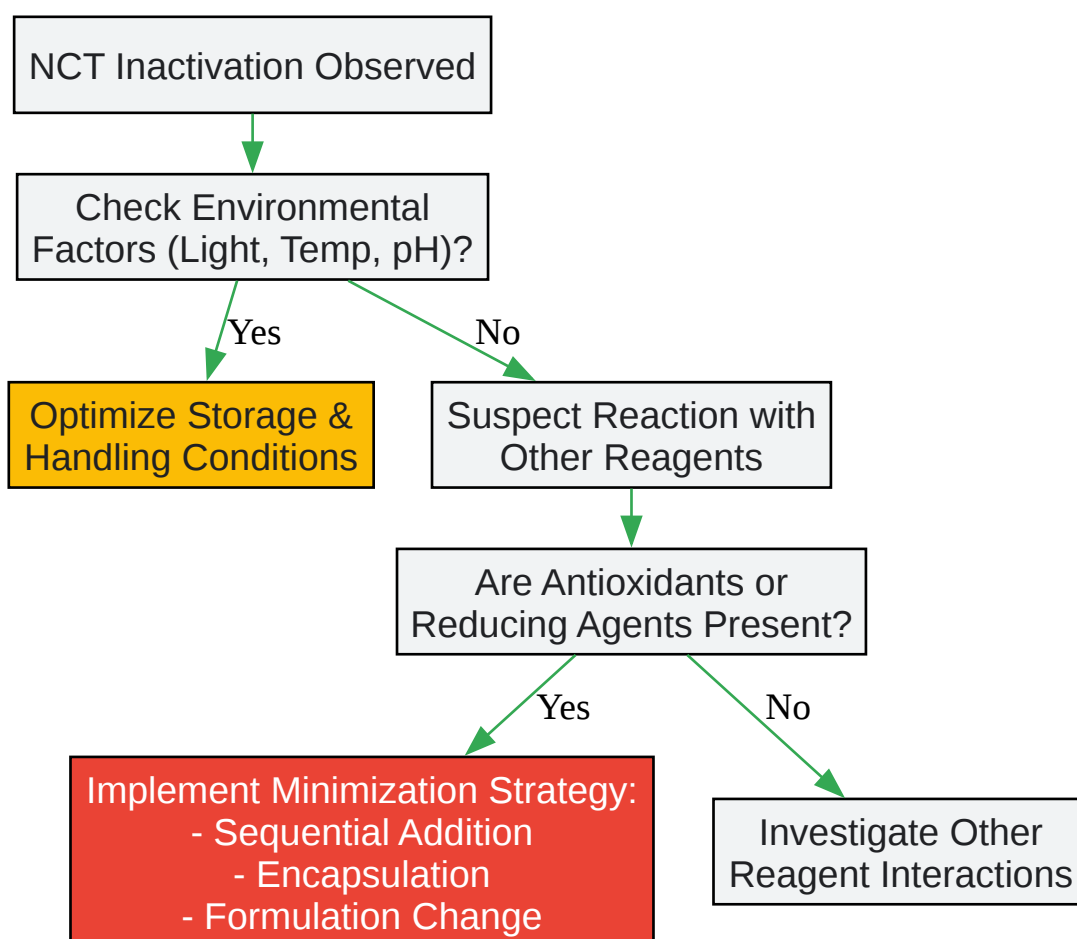 NCT Inactivation Observed
Check Environmental
Factors (Light, Temp, pH)?
Yes
No
Optimize Storage &
Handling Conditions
Suspect Reaction with
Other Reagents
Are Antioxidants or
Reducing Agents Present?
Yes
No
Implement Minimization Strategy:
- Sequential Addition
- Encapsulation
- Formulation Change
Investigate Other
Reagent Interactions